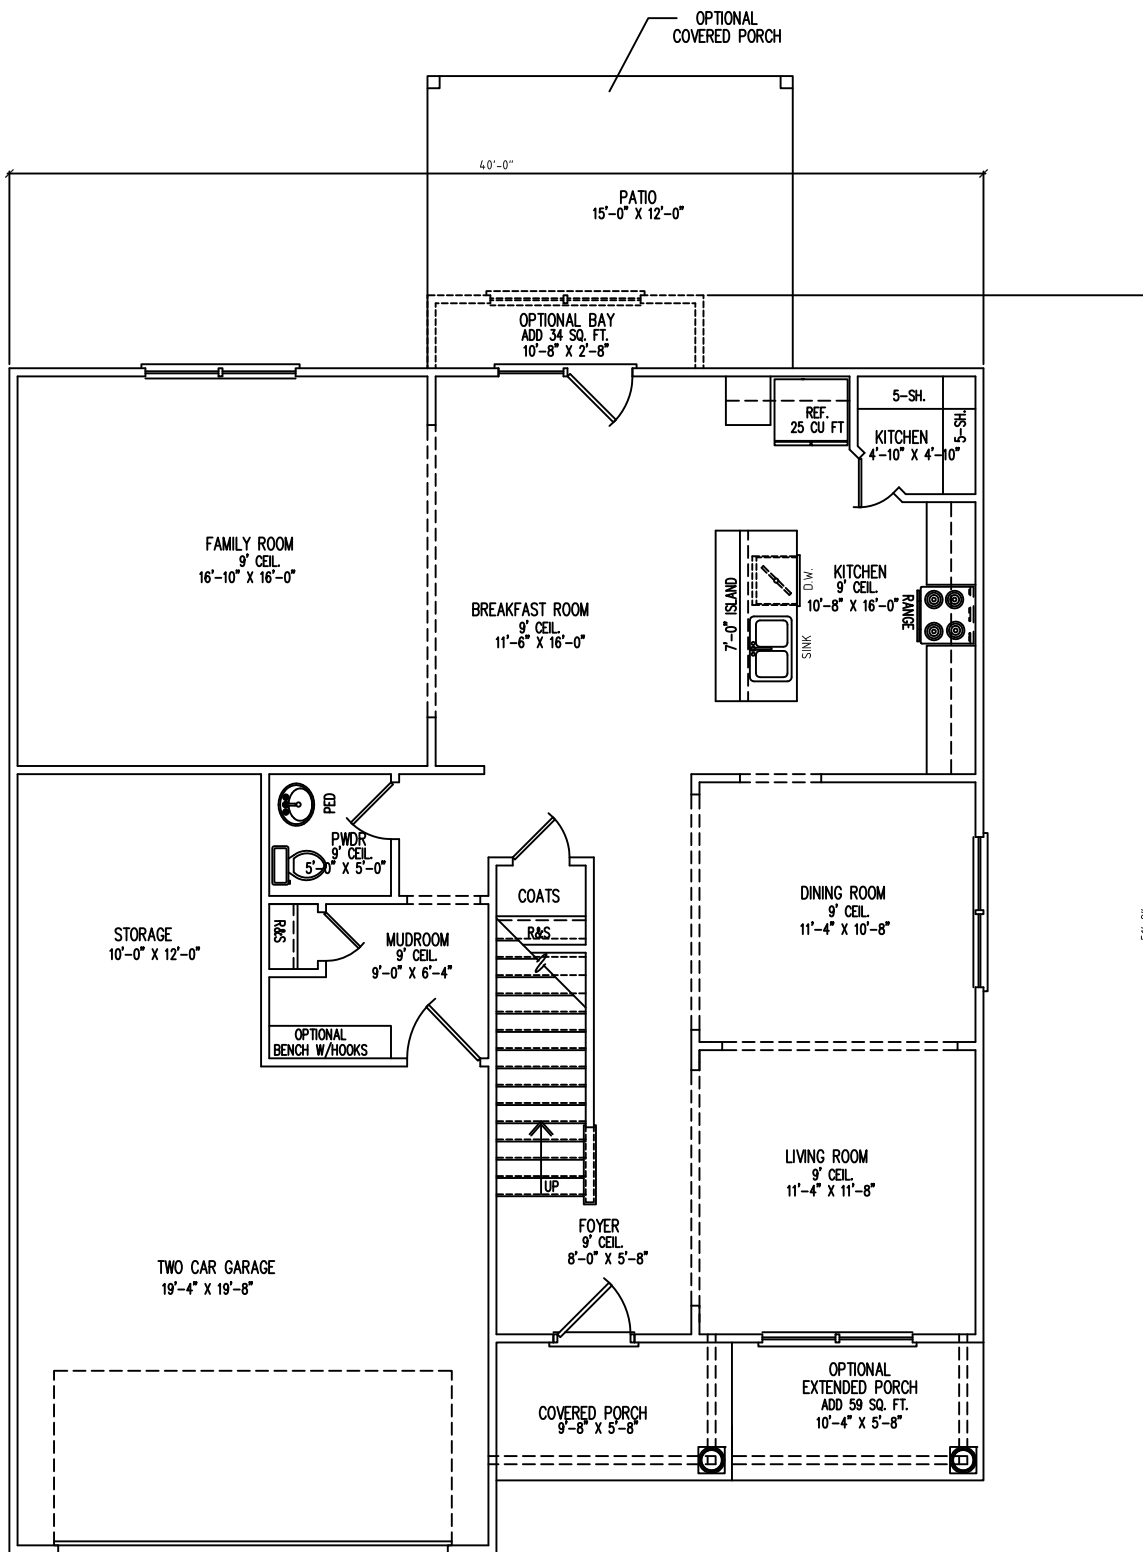 OPTIONAL
COVERED PORCH
40'-0"
PATIO
15'-0" X 12'-0"
OPTIONAL BAY
ADD 34 SQ. FT.
10'-8" X 2'-8"
5-SH.
5-SH.
REF.
25 CU FT
KITCHEN
4'-10" X 4'-10"
FAMILY ROOM
9' CEIL.
16'-10" X 16'-0"
BREAKFAST ROOM
9' CEIL.
11'-6" X 16'-0"
7'-0" ISLAND
D.W.
SINK
KITCHEN
9' CEIL.
10'-8" X 16'-0"
RANGE
PED
PWDR
9' CEIL.
5'-0" X 5'-0"
COATS
R&S
DINING ROOM
9' CEIL.
11'-4" X 10'-8"
STORAGE
10'-0" X 12'-0"
R&S
MUDROOM
9' CEIL.
9'-0" X 6'-4"
OPTIONAL
BENCH W/HOOKS
UP
LIVING ROOM
9' CEIL.
11'-4" X 11'-8"
FOYER
9' CEIL.
8'-0" X 5'-8"
TWO CAR GARAGE
19'-4" X 19'-8"
COVERED PORCH
9'-8" X 5'-8"
OPTIONAL
EXTENDED PORCH
ADD 59 SQ. FT.
10'-4" X 5'-8"